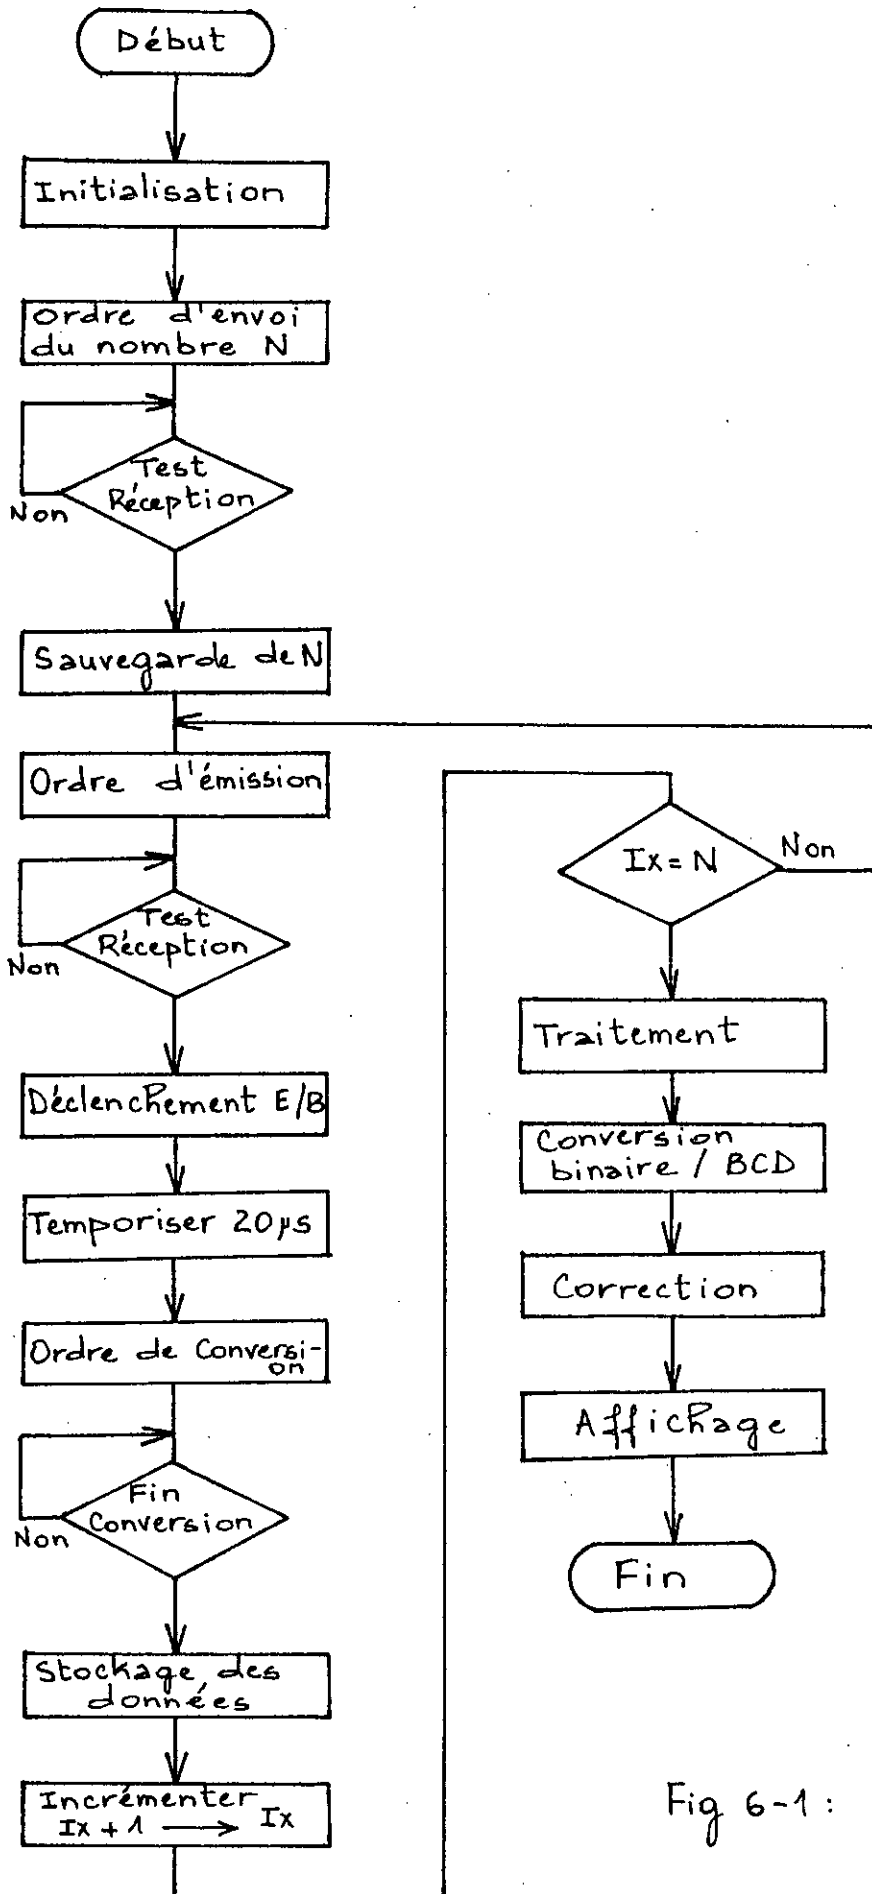 Début
Initialisation
Ordre d'envoi
du nombre N
Test
Réception
Non
Sauvegarde de N
Ordre d'émission
Test
Réception
Non
Déclenchement E/B
Temporiser 20µs
Ordre de Conversi-
on
Fin
Conversion
Non
Stockage des
données
Incrémenter
Ix + 1 → Ix
Ix = N
Non
Traitement
Conversion
binaire / BCD
Correction
Affichage
Fin
Fig 6-1 :